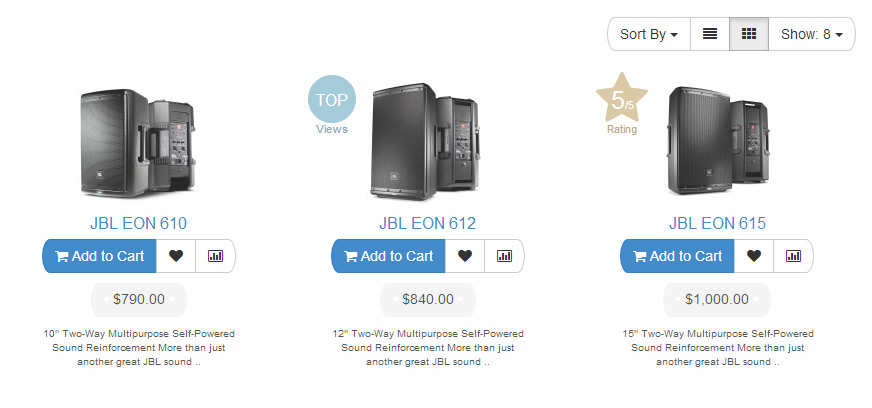 Sort By
Show: 8
TOP
Views
5/5
Rating
JBL EON 610
JBL EON 612
JBL EON 615
Add to Cart
Add to Cart
Add to Cart
$790.00
$840.00
$1,000.00
10" Two-Way Multipurpose Self-Powered
Sound Reinforcement More than just
another great JBL sound ..
12" Two-Way Multipurpose Self-Powered
Sound Reinforcement More than just
another great JBL sound ..
15" Two-Way Multipurpose Self-Powered
Sound Reinforcement More than just
another great JBL sound ..